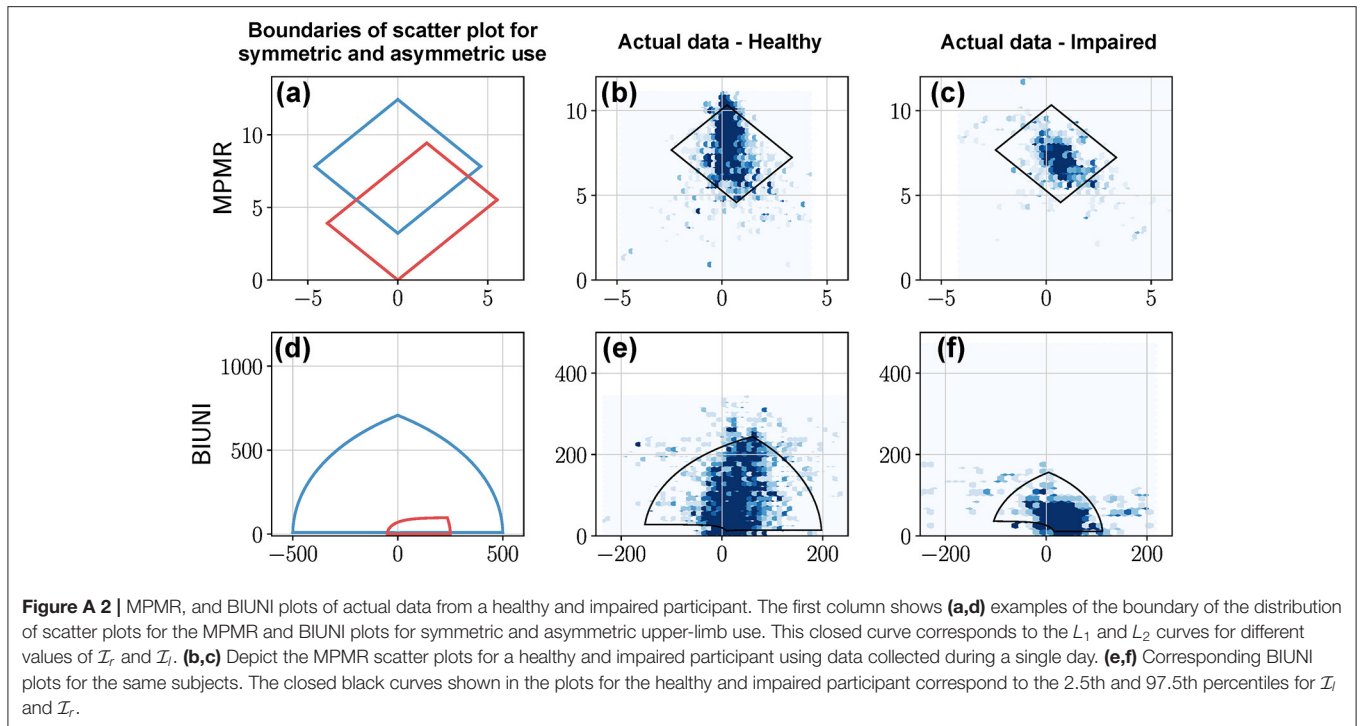 Boundaries of scatter plot for
symmetric and asymmetric use
Actual data - Healthy
Actual data - Impaired
(a)
MPMR
10
5
0
−5
0
5
(b)
10
5
0
−5
0
5
(c)
10
5
0
−5
0
5
(d)
BIUNI
1000
500
0
−500
0
500
(e)
400
200
0
−200
0
200
(f)
400
200
0
−200
0
200
Figure A 2 | MPMR, and BIUNI plots of actual data from a healthy and impaired participant. The first column shows (a,d) examples of the boundary of the distribution
of scatter plots for the MPMR and BIUNI plots for symmetric and asymmetric upper-limb use. This closed curve corresponds to the L₁ and L₂ curves for different
values of 𝓘ᵣ and 𝓘ₗ. (b,c) Depict the MPMR scatter plots for a healthy and impaired participant using data collected during a single day. (e,f) Corresponding BIUNI
plots for the same subjects. The closed black curves shown in the plots for the healthy and impaired participant correspond to the 2.5th and 97.5th percentiles for 𝓘ₗ
and 𝓘ᵣ.